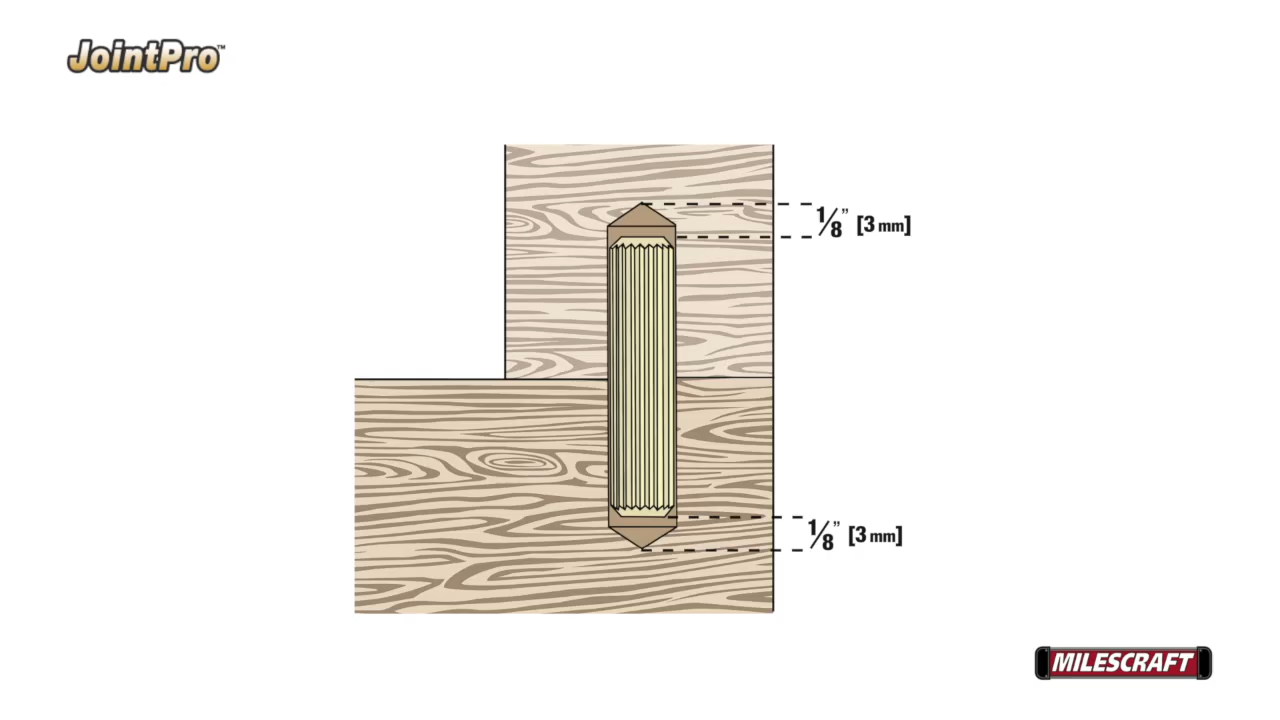 JointPro™
1/8” [3 mm]
1/8” [3 mm]
MILESCRAFT